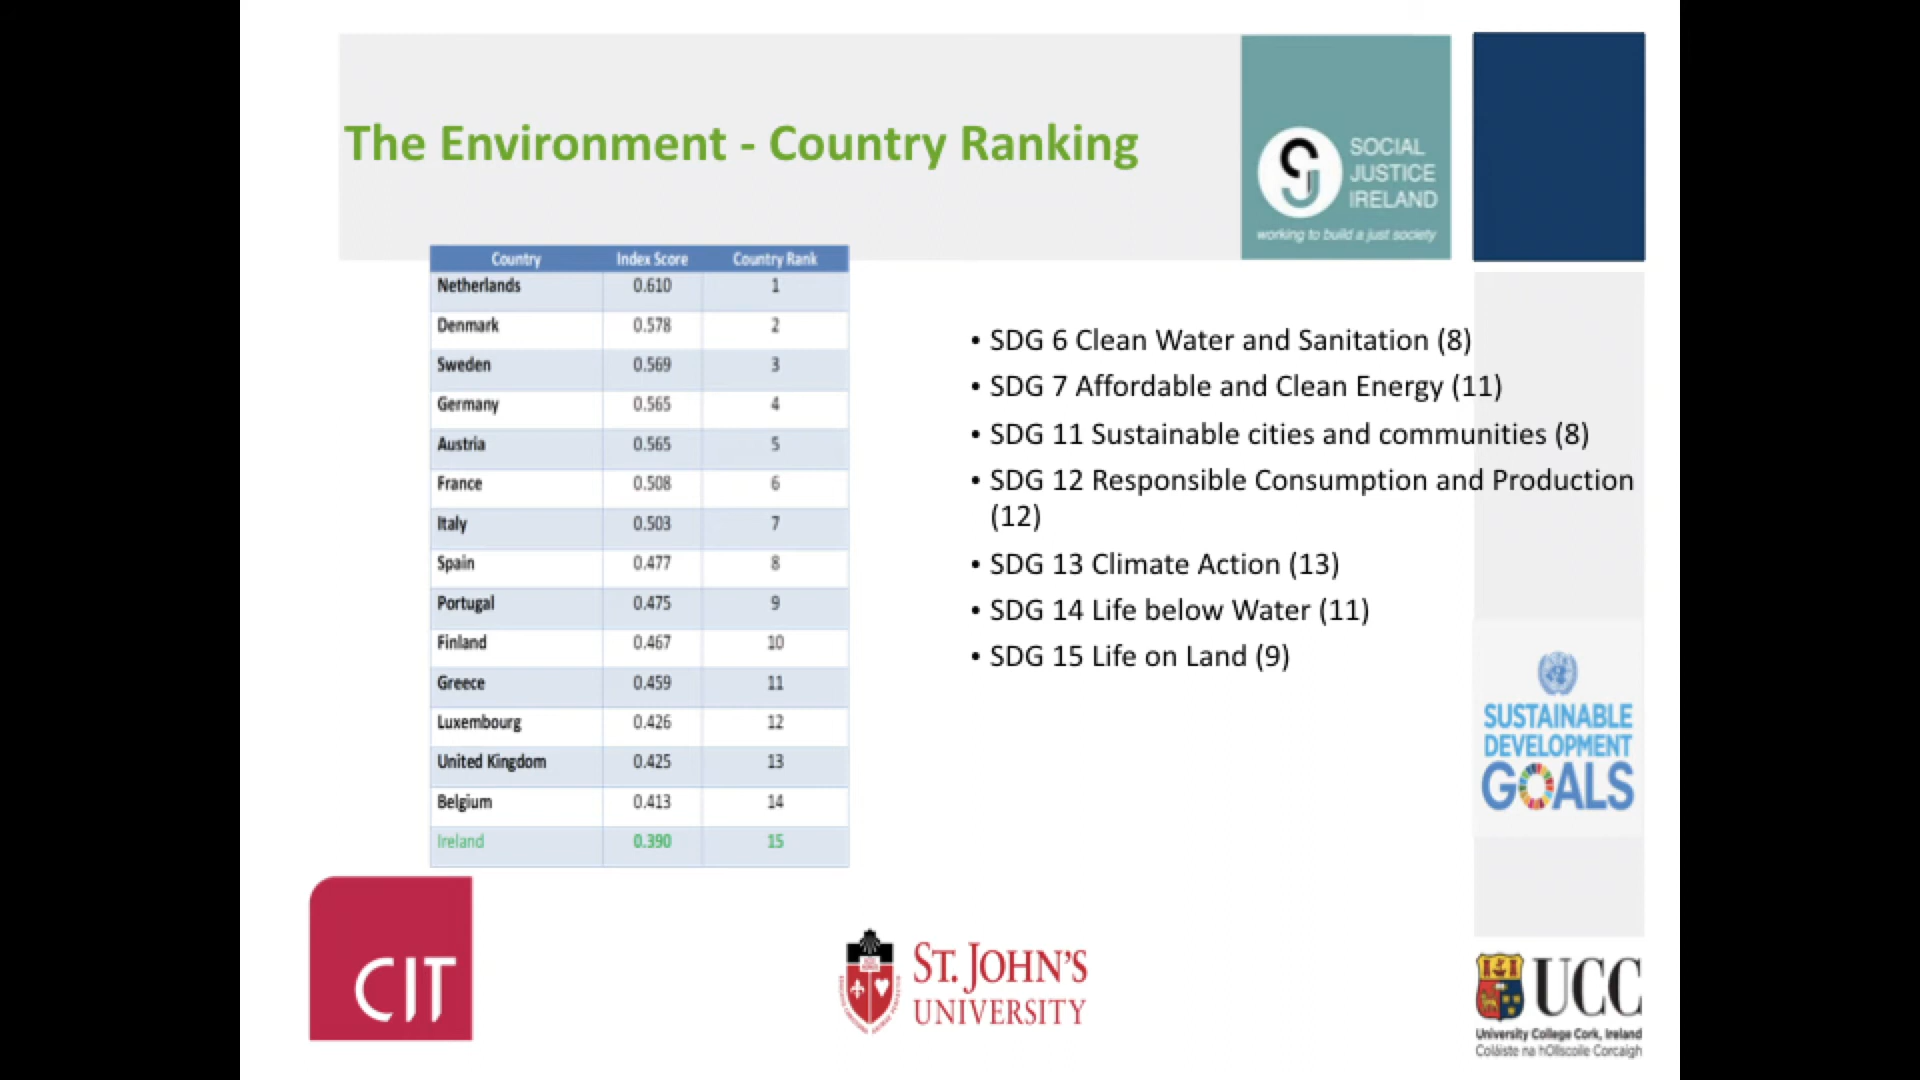 The Environment - Country Ranking
SOCIAL
JUSTICE
IRELAND
working to build a just society
Country Index Score Country Rank
Netherlands 0.610 1
Denmark 0.578 2
Sweden 0.569 3
Germany 0.565 4
Austria 0.565 5
France 0.508 6
Italy 0.503 7
Spain 0.477 8
Portugal 0.475 9
Finland 0.467 10
Greece 0.459 11
Luxembourg 0.426 12
United Kingdom 0.425 13
Belgium 0.413 14
Ireland 0.390 15
• SDG 6 Clean Water and Sanitation (8)
• SDG 7 Affordable and Clean Energy (11)
• SDG 11 Sustainable cities and communities (8)
• SDG 12 Responsible Consumption and Production
(12)
• SDG 13 Climate Action (13)
• SDG 14 Life below Water (11)
• SDG 15 Life on Land (9)
SUSTAINABLE
DEVELOPMENT
GOALS
CIT
ST. JOHN'S
UNIVERSITY
UCC
University College Cork, Ireland
Coláiste na hOllscoile Corcaigh